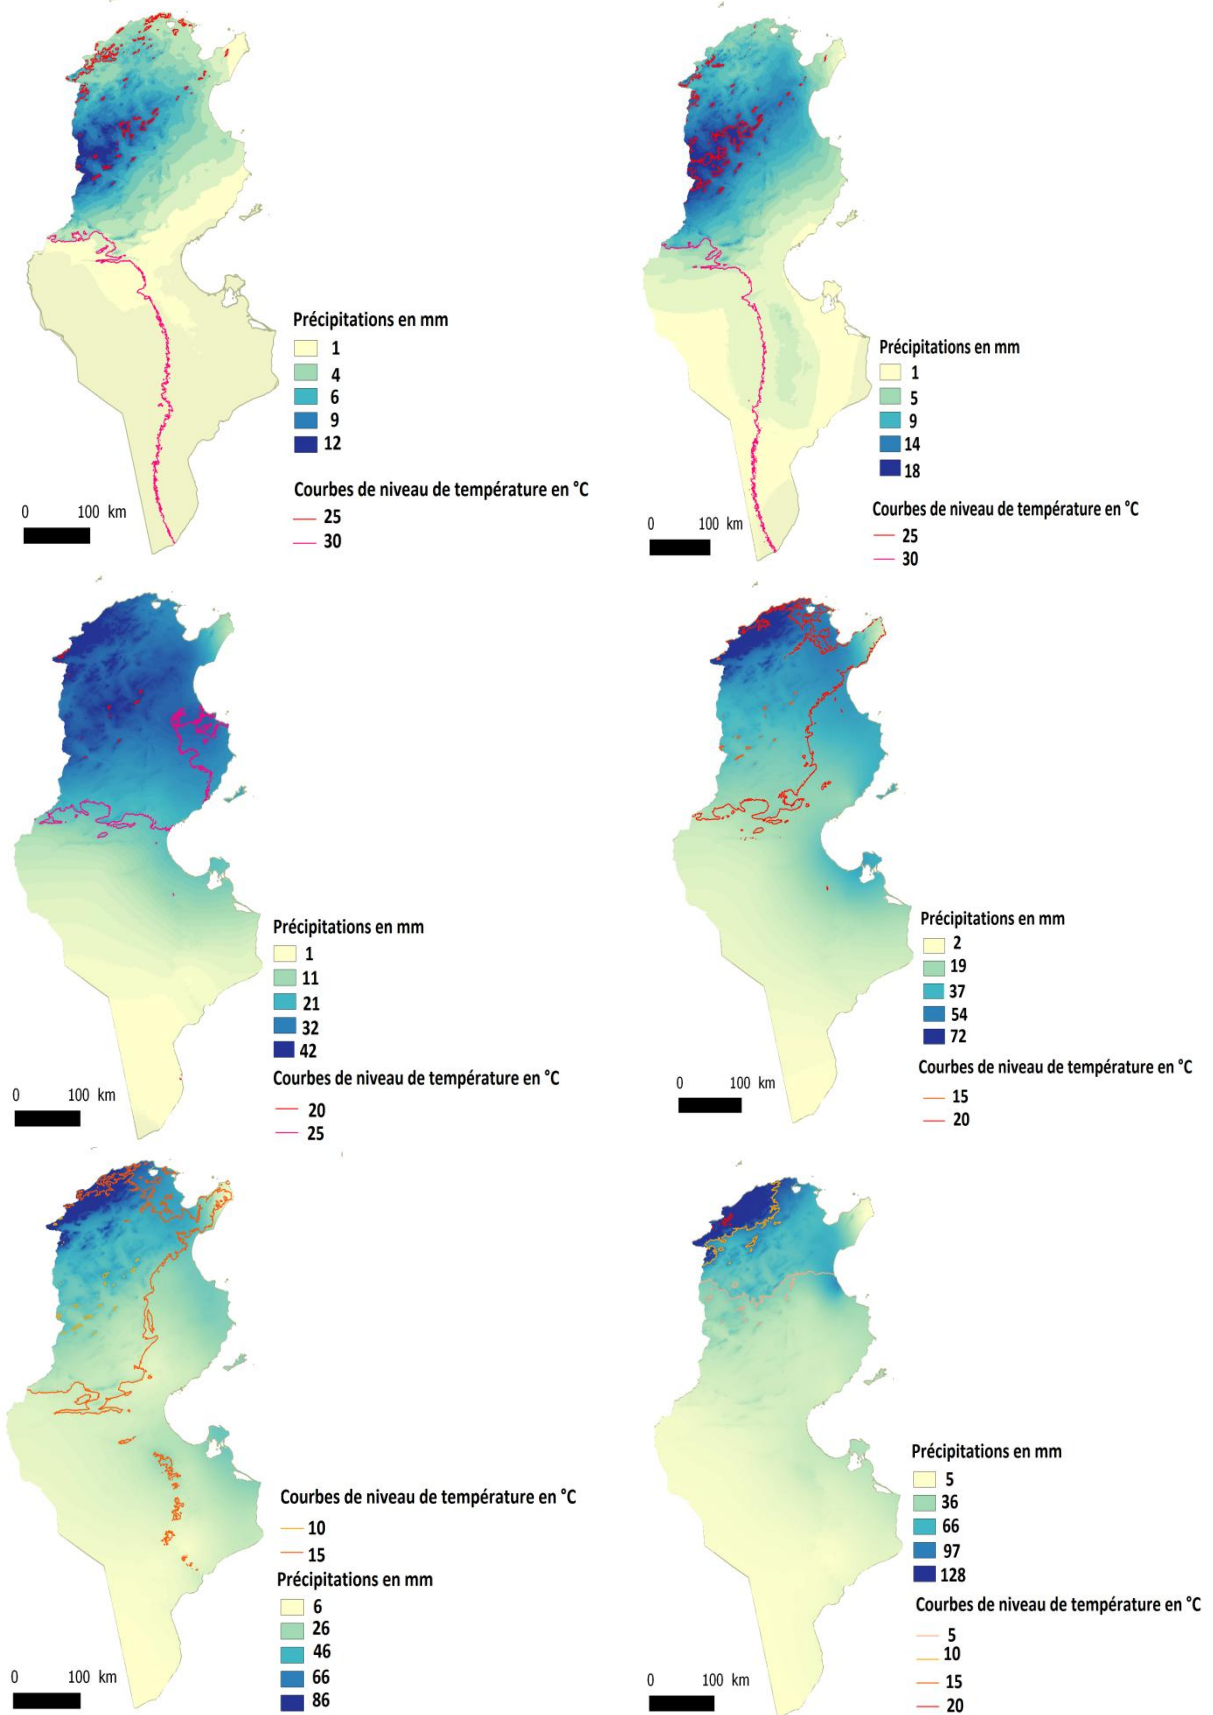 Précipitations en mm
1
4
6
9
12
Courbes de niveau de température en °C
25
30
0 100 km
Précipitations en mm
1
5
9
14
18
Courbes de niveau de température en °C
25
30
0 100 km
Précipitations en mm
1
11
21
32
42
Courbes de niveau de température en °C
20
25
0 100 km
Précipitations en mm
2
19
37
54
72
Courbes de niveau de température en °C
15
20
0 100 km
Courbes de niveau de température en °C
10
15
Précipitations en mm
6
26
46
66
86
0 100 km
Précipitations en mm
5
36
66
97
128
Courbes de niveau de température en °C
5
10
15
20
0 100 km